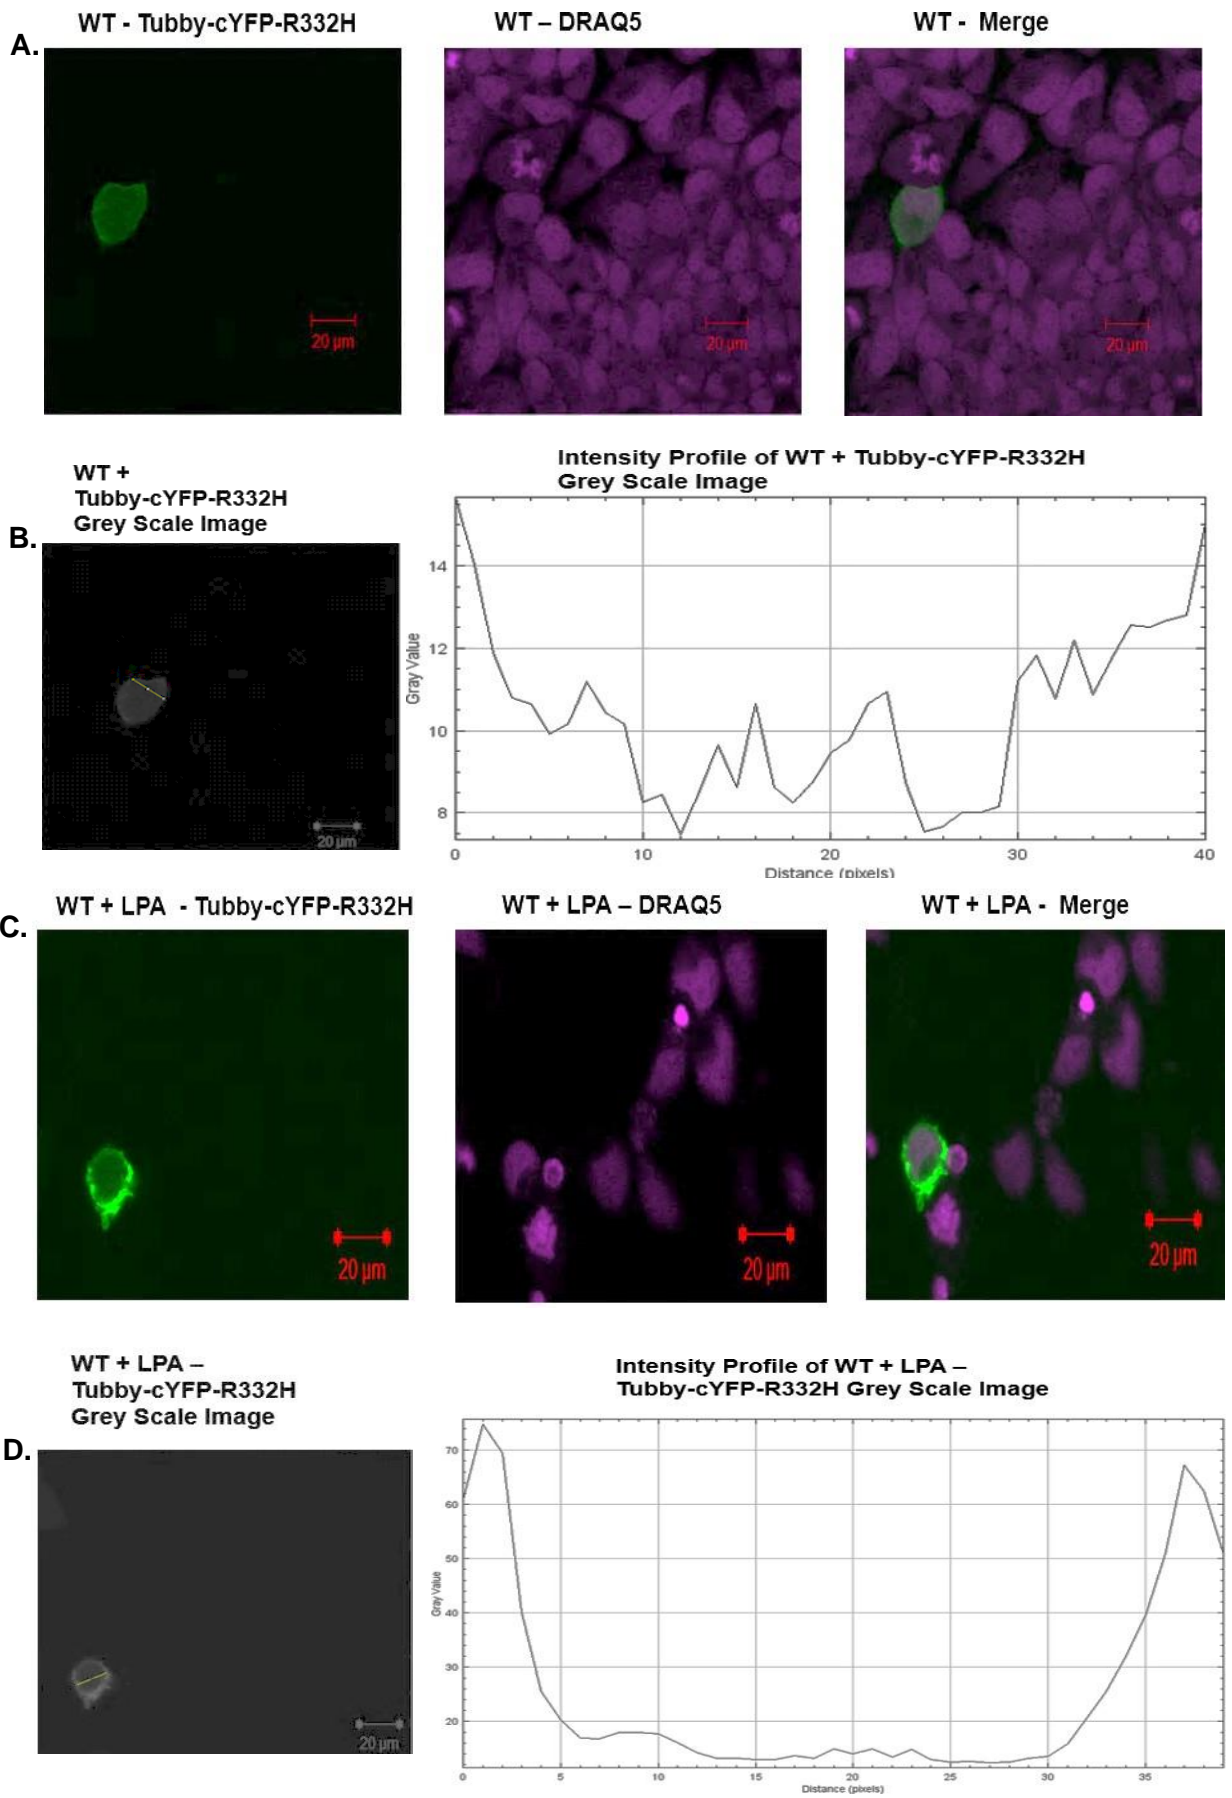 WT - Tubby-cYFP-R332H
WT – DRAQ5
WT - Merge
A.
20 µm
20 µm
20 µm
WT +
Tubby-cYFP-R332H
Grey Scale Image
Intensity Profile of WT + Tubby-cYFP-R332H
Grey Scale Image
B.
14
12
10
8
Gray Value
20 µm
0
10
20
30
40
Distance (pixels)
WT + LPA - Tubby-cYFP-R332H
WT + LPA – DRAQ5
WT + LPA - Merge
C.
20 µm
20 µm
20 µm
WT + LPA –
Tubby-cYFP-R332H
Grey Scale Image
Intensity Profile of WT + LPA –
Tubby-cYFP-R332H Grey Scale Image
D.
70
60
50
40
30
20
Gray Value
20 µm
0
5
10
15
20
25
30
35
Distance (pixels)